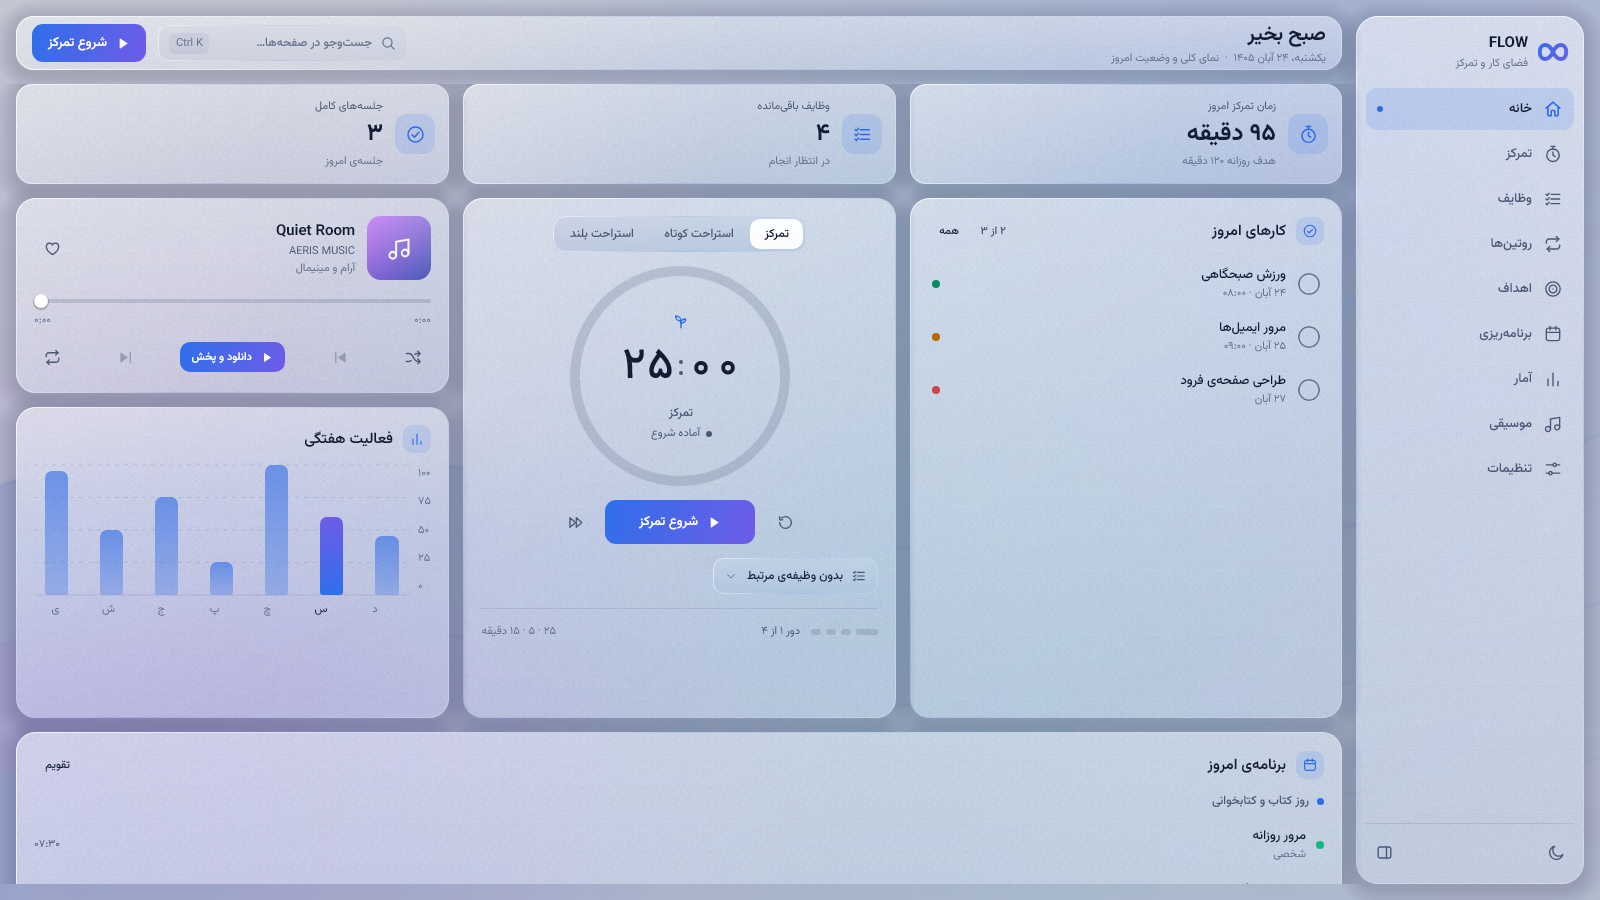 FLOW
فضای کار و تمرکز
خانه
تمرکز
وظایف
روتین‌ها
اهداف
برنامه‌ریزی
آمار
موسیقی
تنظیمات
صبح بخیر
یکشنبه، ۲۴ آبان ۱۴۰۵ · نمای کلی و وضعیت امروز
جست‌وجو در صفحه‌ها...
Ctrl K
شروع تمرکز
زمان تمرکز امروز
۹۵ دقیقه
هدف روزانه ۱۲۰ دقیقه
وظایف باقی‌مانده
۴
در انتظار انجام
جلسه‌های کامل
۳
جلسه‌ی امروز
کارهای امروز
۲ از ۳
همه
ورزش صبحگاهی
۲۴ آبان · ۰۸:۰۰
مرور ایمیل‌ها
۲۵ آبان · ۰۹:۰۰
طراحی صفحه‌ی فرود
۲۷ آبان
تمرکز
استراحت کوتاه
استراحت بلند
۲۵:۰۰
تمرکز
آماده شروع
شروع تمرکز
بدون وظیفه‌ی مرتبط
دور ۱ از ۴
۲۵ · ۵ · ۱۵ دقیقه
Quiet Room
AERIS MUSIC
آرام و مینیمال
۰:۰۰
۰:۰۰
دانلود و پخش
فعالیت هفتگی
۱۰۰
۷۵
۵۰
۲۵
۰
د
س
چ
پ
ج
ش
ی
برنامه‌ی امروز
تقویم
روز کتاب و کتابخوانی
مرور روزانه
شخصی
۰۷:۳۰